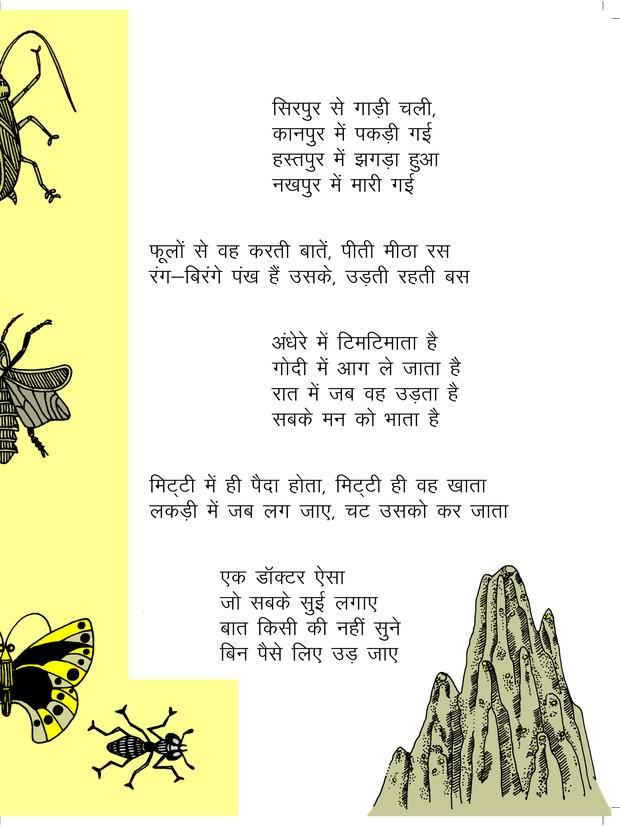 सिरपुर से गाड़ी चली,
कानपुर में पकड़ी गई
हस्तपुर में झगड़ा हुआ
नखपुर में मारी गई
फूलों से वह करती बातें, पीती मीठा रस
रंग–बिरंगे पंख हैं उसके, उड़ती रहती बस
अंधेरे में टिमटिमाता है
गोदी में आग ले जाता है
रात में जब वह उड़ता है
सबके मन को भाता है
मिट्‌टी में ही पैदा होता, मिट्‌टी ही वह खाता
लकड़ी में जब लग जाए, चट उसको कर जाता
एक डॉक्टर ऐसा
जो सबके सुई लगाए
बात किसी की नहीं सुने
बिन पैसे लिए उड़ जाए